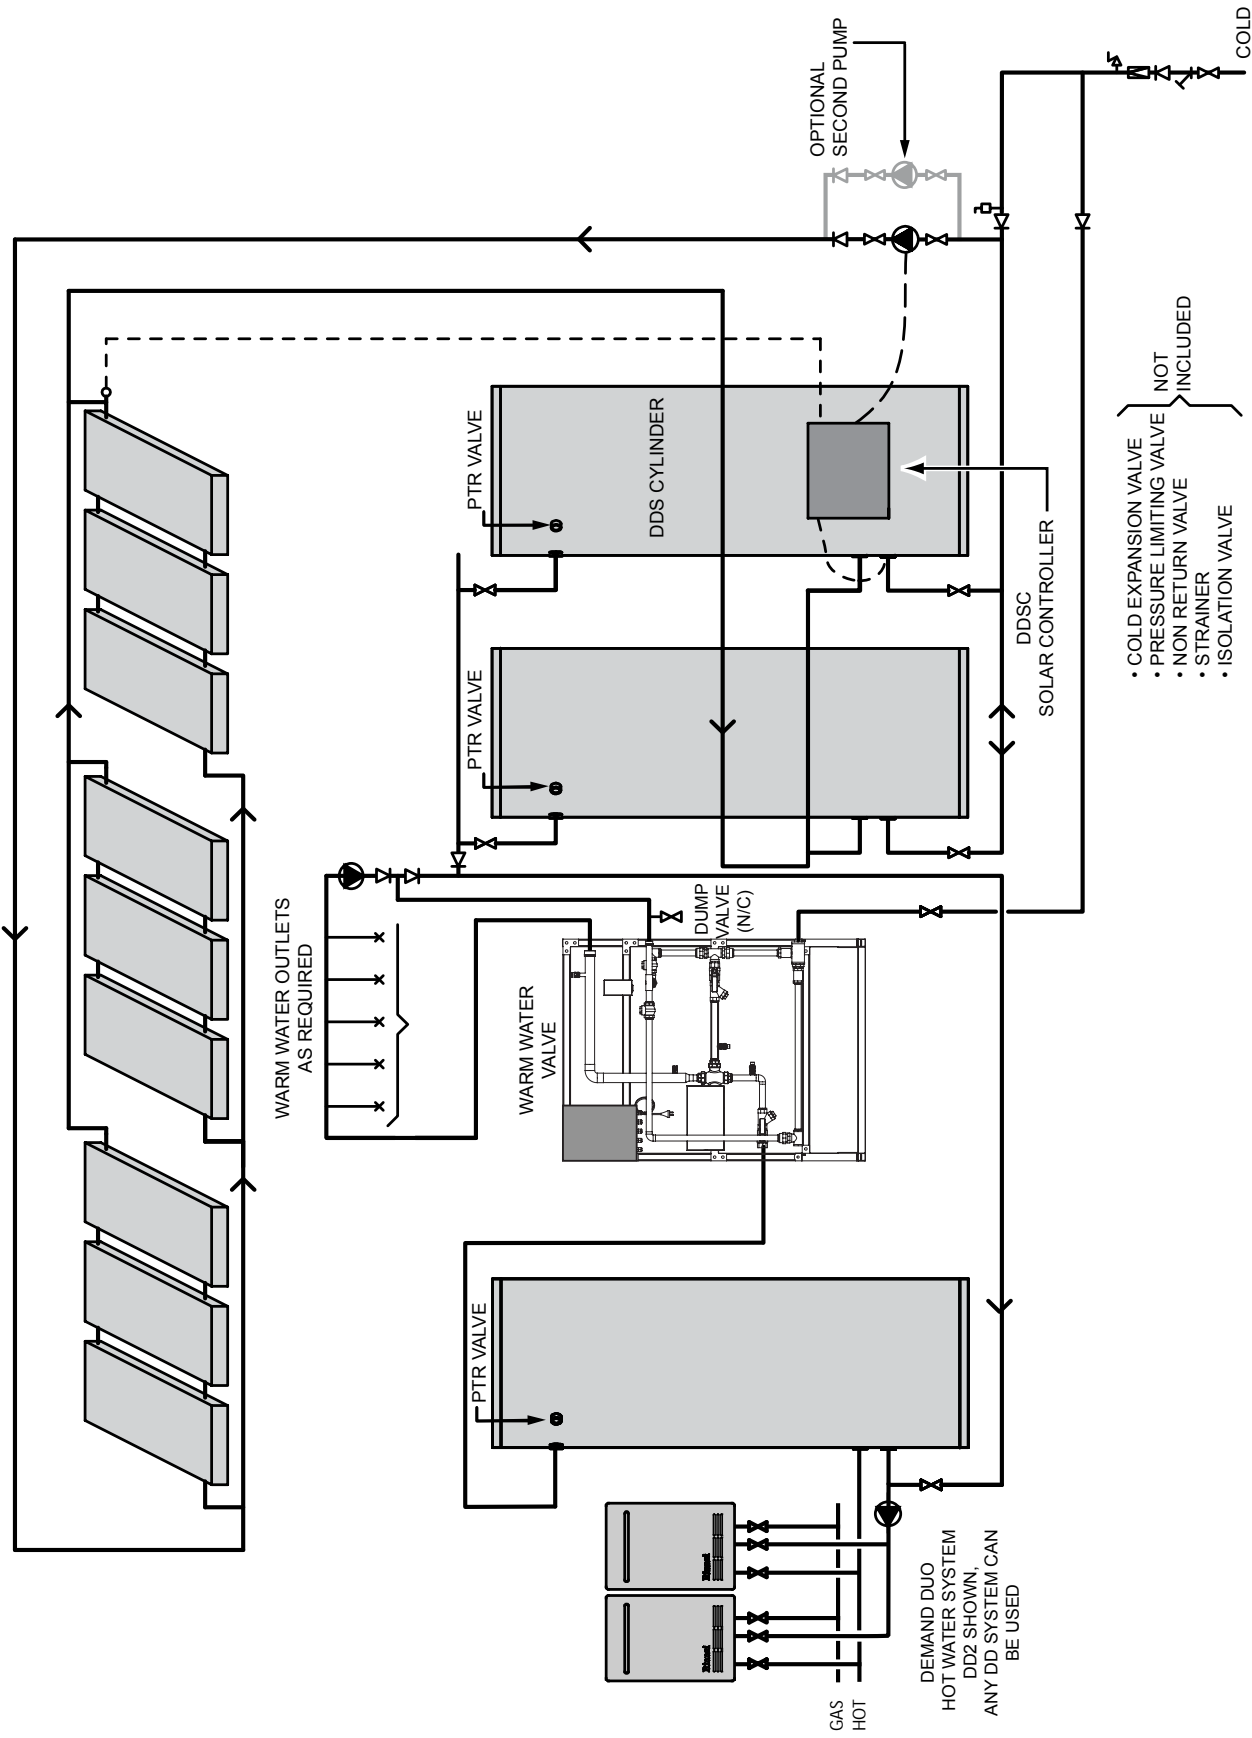 COLD
OPTIONAL
SECOND PUMP
PTR VALVE
DDS CYLINDER
DDSC
SOLAR CONTROLLER
• COLD EXPANSION VALVE
• PRESSURE LIMITING VALVE
• NON RETURN VALVE
• STRAINER
• ISOLATION VALVE
NOT
INCLUDED
PTR VALVE
WARM WATER OUTLETS
AS REQUIRED
DUMP
VALVE
(N/C)
WARM WATER
VALVE
PTR VALVE
Rinnai
Rinnai
GAS
HOT
DEMAND DUO
HOT WATER SYSTEM
DD2 SHOWN,
ANY DD SYSTEM CAN
BE USED